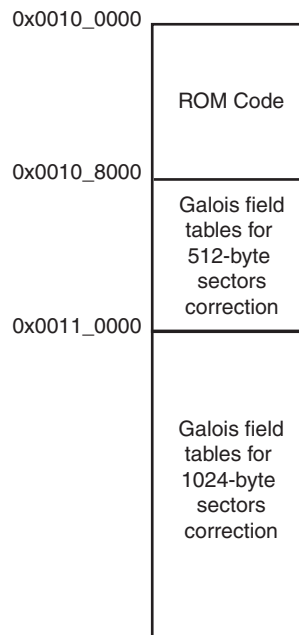 0x0010_0000
ROM Code
0x0010_8000
Galois field
tables for
512-byte
sectors
correction
0x0011_0000
Galois field
tables for
1024-byte
sectors
correction